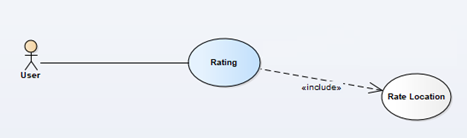 User
Rating
«include»
Rate Location